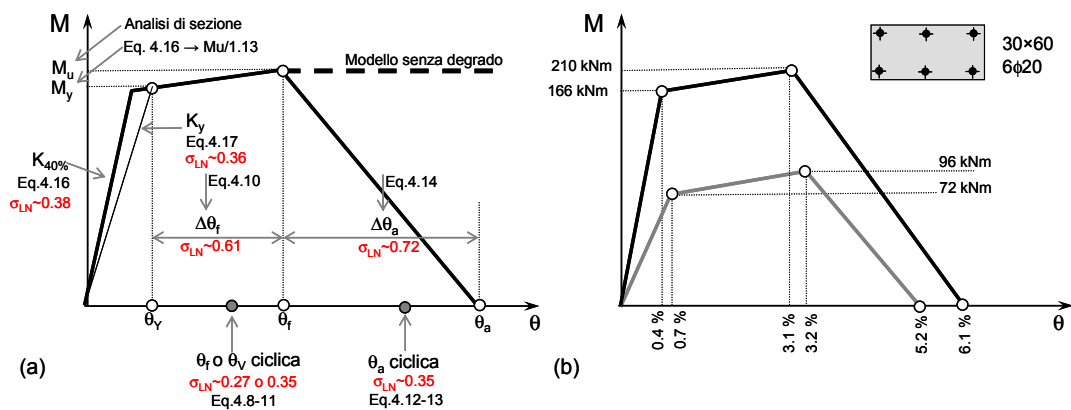 M
Analisi di sezione
Eq. 4.16 → Mu/1.13
Mu
My
Modello senza degrado
Ky
Eq.4.17
σLN~0.36
K40%
Eq.4.16
σLN~0.38
Eq.4.10
Eq.4.14
Δθf
σLN~0.61
Δθa
σLN~0.72
θY
θf
θa
θ
(a)
θf o θV ciclica
σLN~0.27 o 0.35
Eq.4.8-11
θa ciclica
σLN~0.35
Eq.4.12-13
M
210 kNm
166 kNm
30×60
6ϕ20
96 kNm
72 kNm
0.4 %
0.7 %
3.1 %
3.2 %
5.2 %
6.1 %
θ
(b)